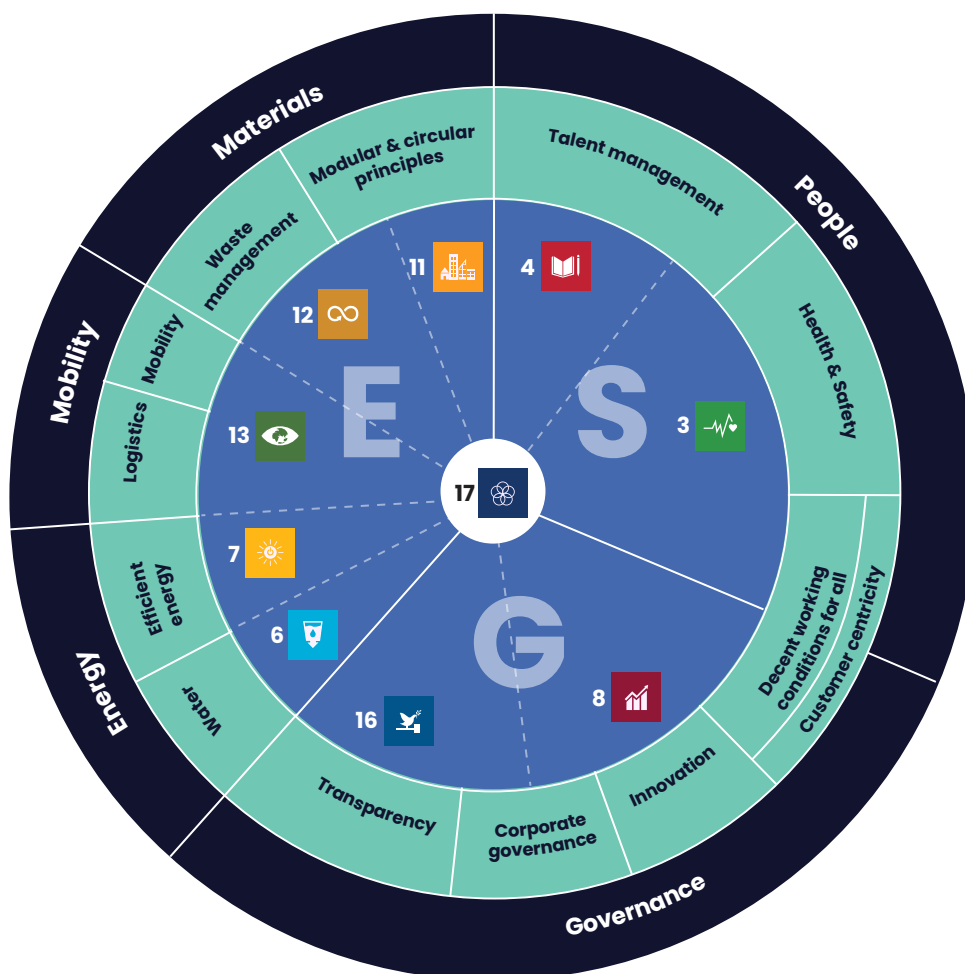 Materials
People
Mobility
Energy
Governance
Modular & circular
principles
Talent management
Waste
management
Health & Safety
Mobility
Logistics
Efficient
energy
Water
Transparency
Corporate
governance
Innovation
Decent working
conditions for all
Customer centricity
11
4
12
E
S
13
3
17
7
6
G
16
8